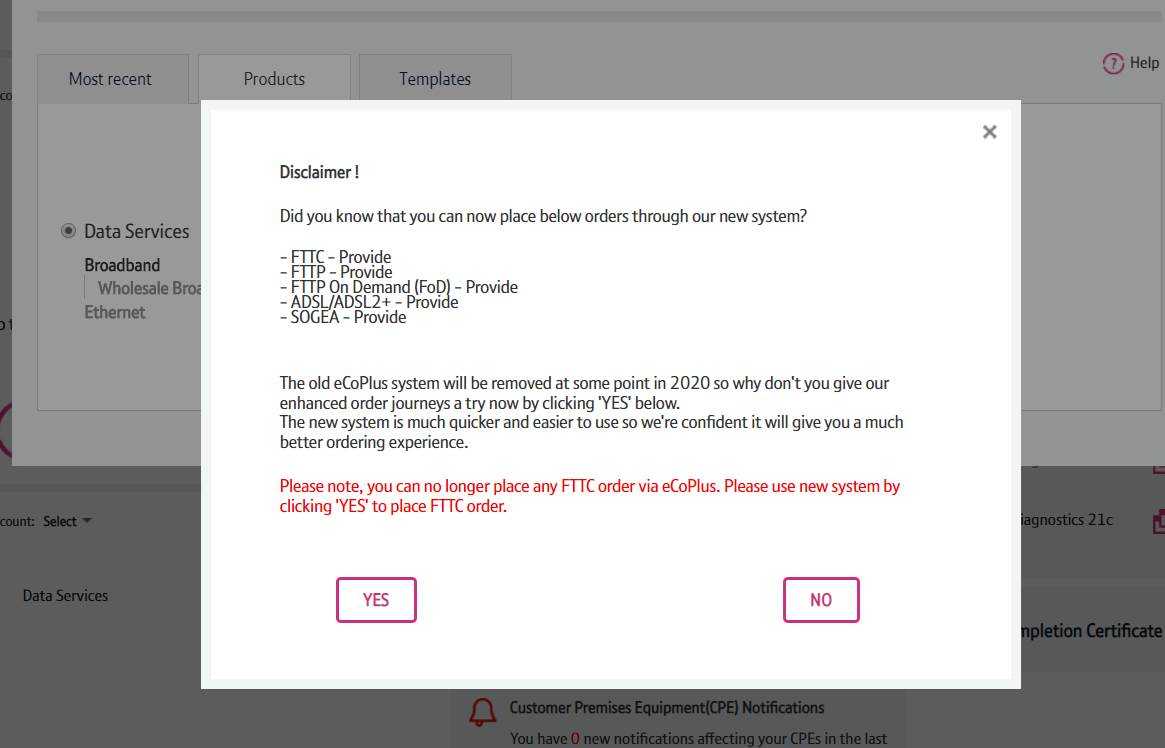 Most recent
Products
Templates
Help
Data Services
Broadband
Wholesale
Ethernet
×
Disclaimer !
Did you know that you can now place below orders through our new system?
- FTTC - Provide
- FTTP - Provide
- FTTP On Demand (FoD) - Provide
- ADSL/ADSL2+ - Provide
- SOGEA - Provide
The old eCoPlus system will be removed at some point in 2020 so why don't you give our
enhanced order journeys a try now by clicking 'YES' below.
The new system is much quicker and easier to use so we're confident it will give you a much
better ordering experience.
Please note, you can no longer place any FTTC order via eCoPlus. Please use new system by
clicking 'YES' to place FTTC order.
YES
NO
count: Select
iagnostics 21c
Data Services
mpletion Certificate
Customer Premises Equipment(CPE) Notifications
You have 0 new notifications affecting your CPEs in the last